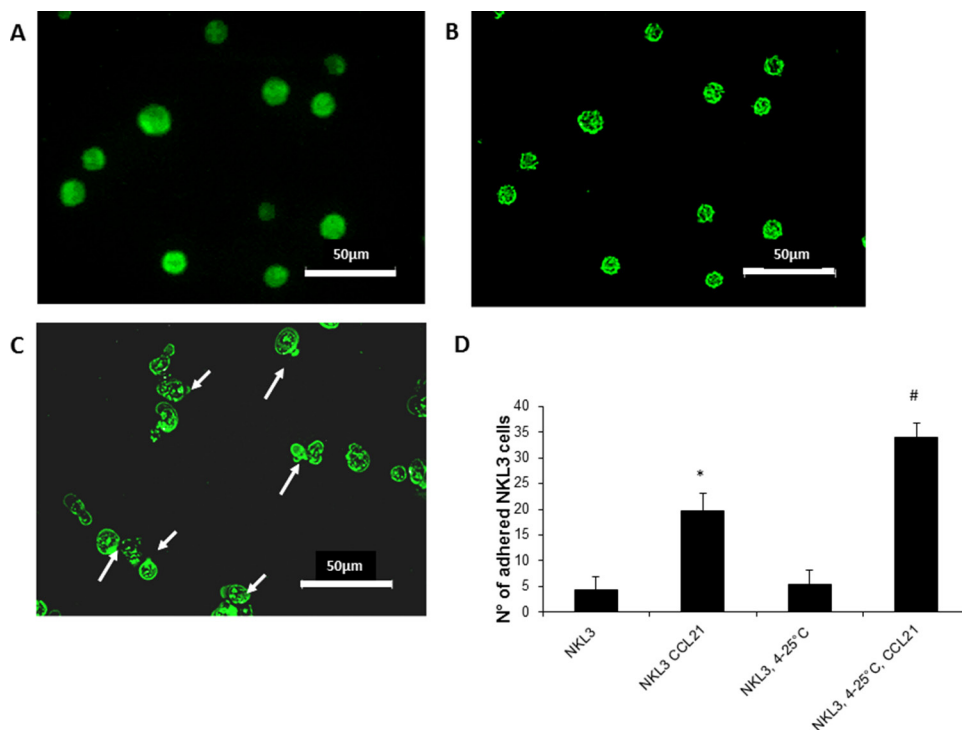 A
50µm
B
50µm
C
50µm
D
N° of adhered NKL3 cells
40
35
30
25
20
15
10
5
0
*
#
NKL3
NKL3 CCL21
NKL3, 4-25°C
NKL3, 4-25°C, CCL21